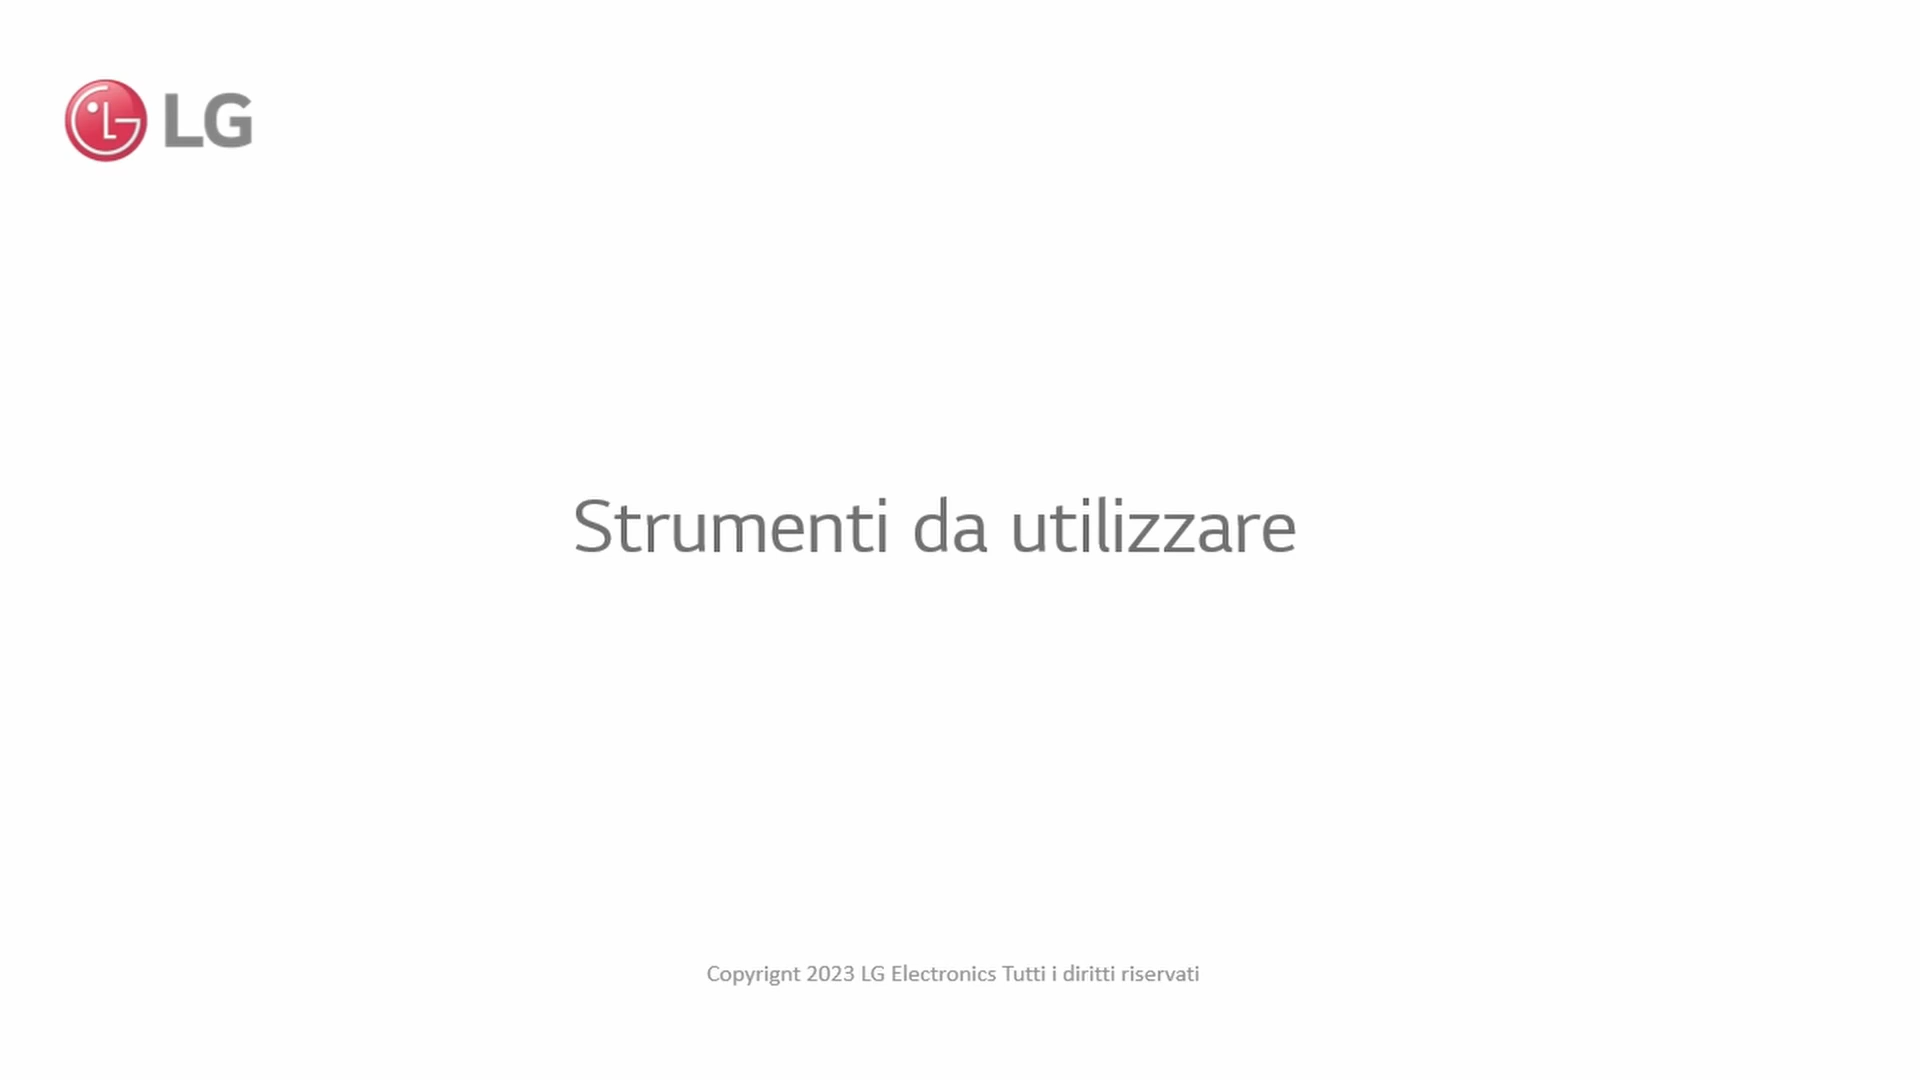 LG
Strumenti da utilizzare
Copyrignt 2023 LG Electronics Tutti i diritti riservati